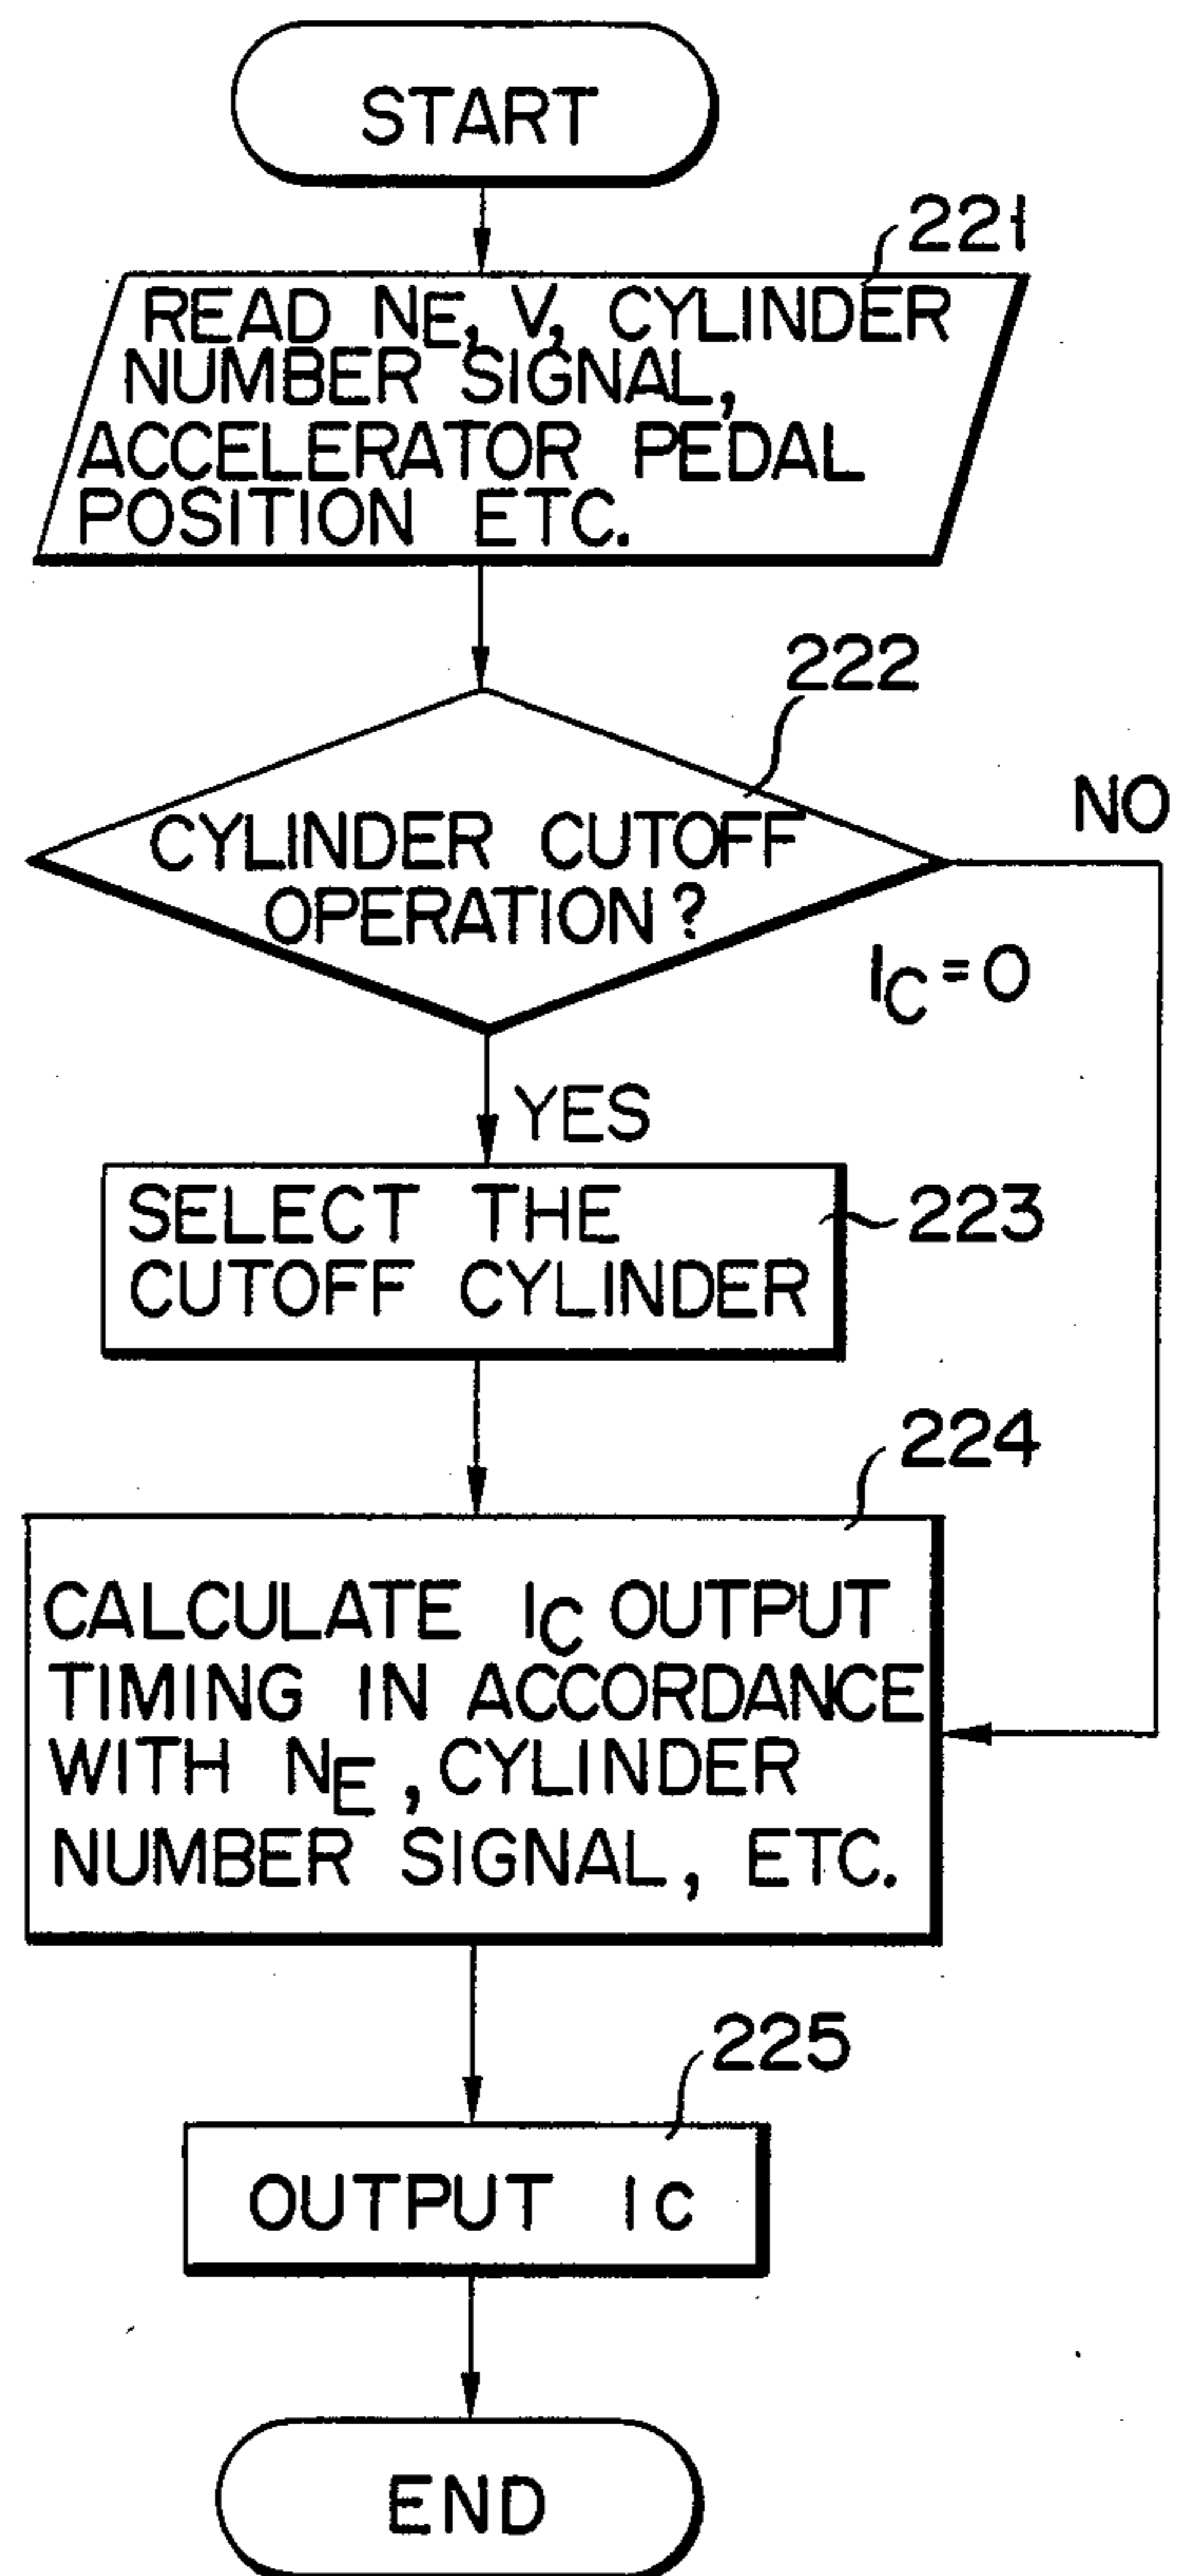 START
221
READ NE, V, CYLINDER
NUMBER SIGNAL,
ACCELERATOR PEDAL
POSITION ETC.
222
CYLINDER CUTOFF
OPERATION?
NO
IC=0
YES
SELECT THE
CUTOFF CYLINDER
223
224
CALCULATE IC OUTPUT
TIMING IN ACCORDANCE
WITH NE, CYLINDER
NUMBER SIGNAL, ETC.
225
OUTPUT IC
END